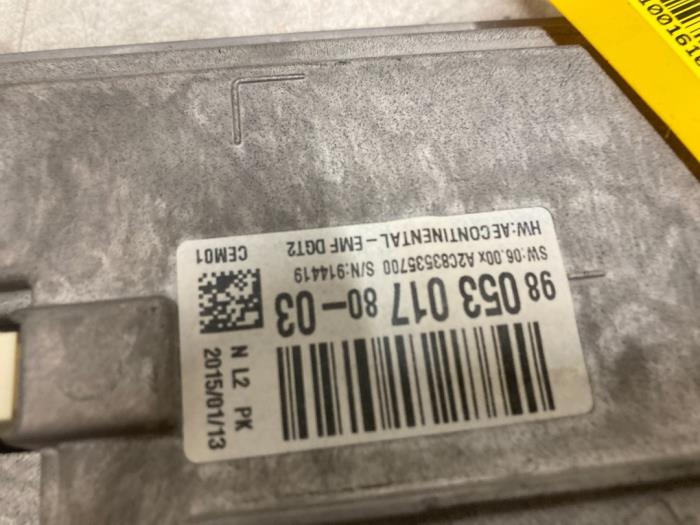 HW:AECONTINENTAL-EMF DGT2
CEM01
SW:06.00x A2C83535700 S/N:914419
98 053 017 80-03
N L2 PK
2015/01/13